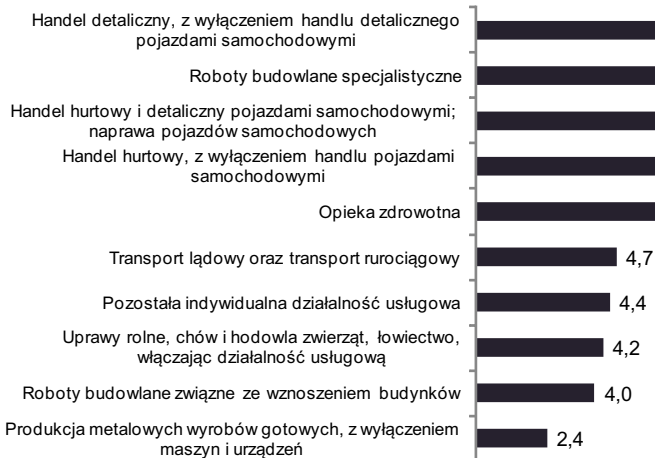 Handel detaliczny, z wyłączeniem handlu detalicznego
pojazdami samochodowymi
Roboty budowlane specjalistyczne
Handel hurtowy i detaliczny pojazdami samochodowymi;
naprawa pojazdów samochodowych
Handel hurtowy, z wyłączeniem handlu pojazdami
samochodowymi
Opieka zdrowotna
Transport lądowy oraz transport rurociągowy
4,7
Pozostała indywidualna działalność usługowa
4,4
Uprawy rolne, chów i hodowla zwierząt, łowiectwo,
włączając działalność usługową
4,2
Roboty budowlane związne ze wznoszeniem budynków
4,0
Produkcja metalowych wyrobów gotowych, z wyłączeniem
maszyn i urządzeń
2,4